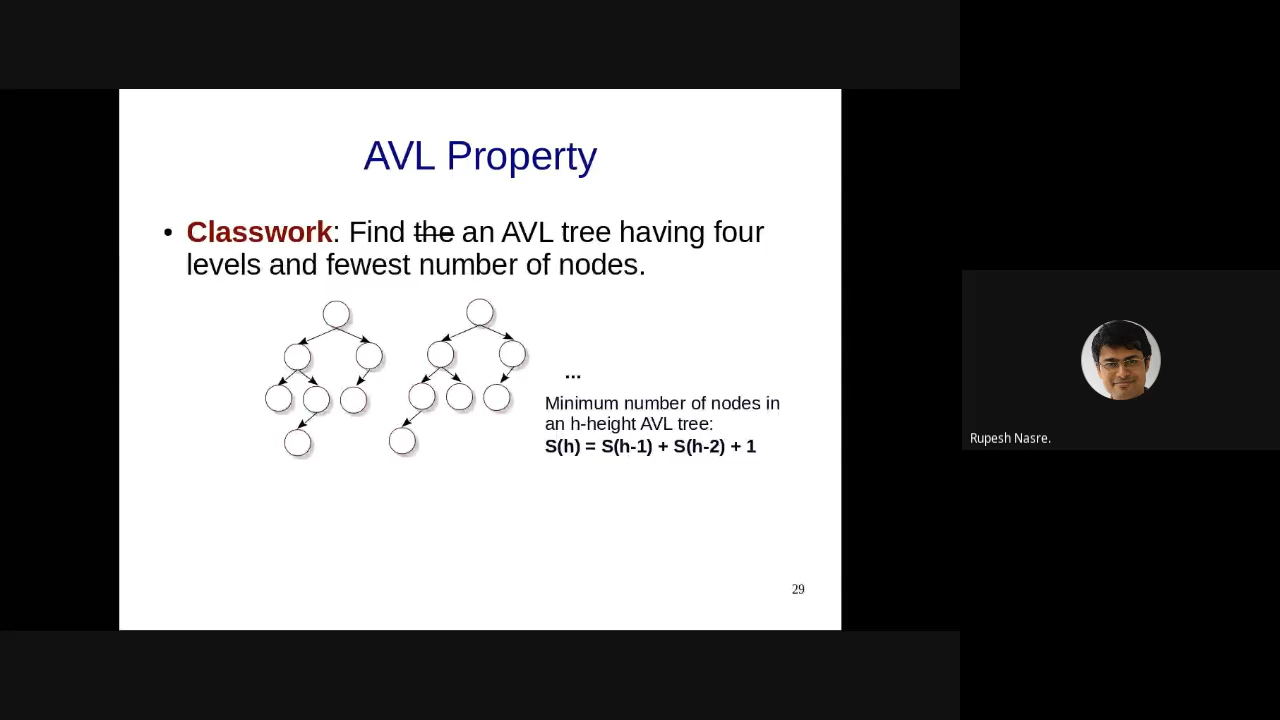 AVL Property
• Classwork: Find the an AVL tree having four
levels and fewest number of nodes.
...
Minimum number of nodes in
an h-height AVL tree:
S(h) = S(h-1) + S(h-2) + 1
29
Rupesh Nasre.